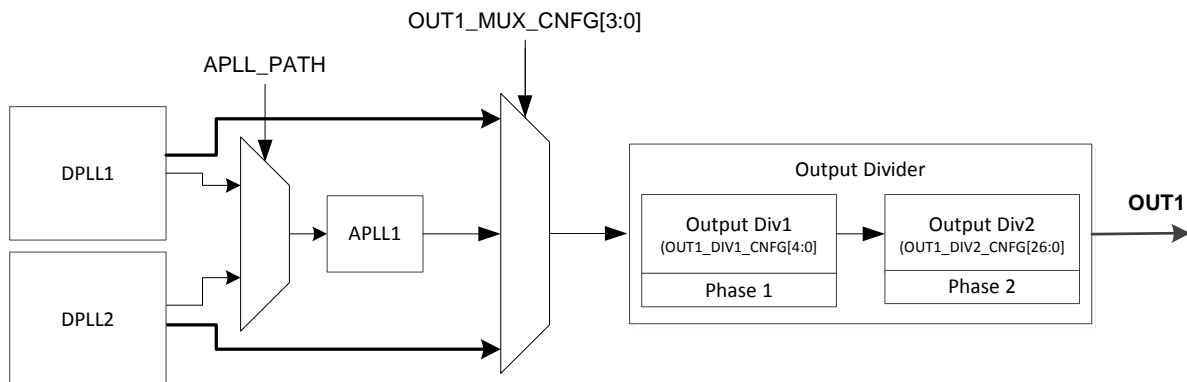 OUT1_MUX_CNFG[3:0]
APLL_PATH
DPLL1
APLL1
DPLL2
Output Divider
Output Div1
(OUT1_DIV1_CNFG[4:0])
Phase 1
Output Div2
(OUT1_DIV2_CNFG[26:0])
Phase 2
OUT1